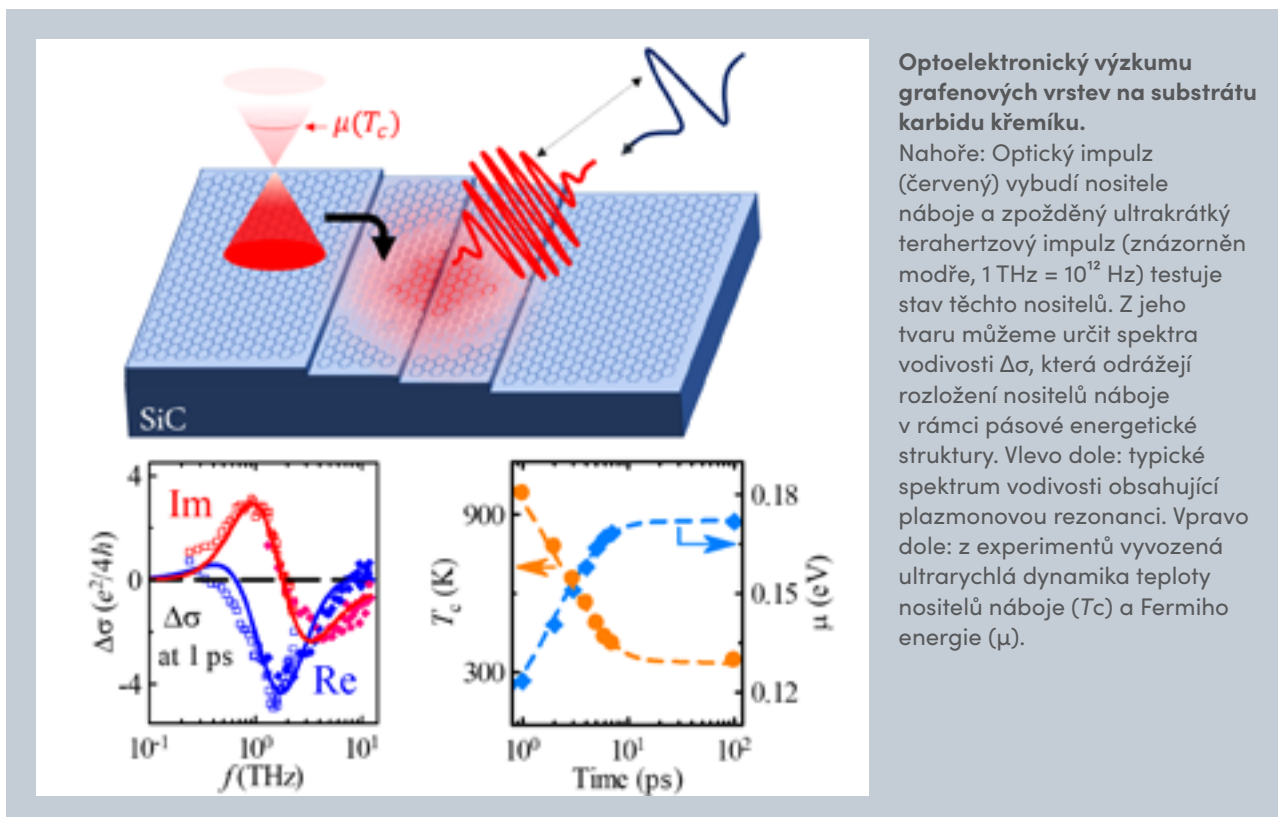 μ(Tc)
SiC
4
0
-4
Δσ (e²/4h)
Im
Re
Δσ
at 1 ps
10⁻¹
10⁰
10¹
f(THz)
900
300
Tc (K)
0.18
0.15
0.12
μ (eV)
10⁰
10¹
10²
Time (ps)
Optoelektronický výzkumu
grafenových vrstev na substrátu
karbidu křemíku.
Nahoře: Optický impulz
(červený) vybudí nositele
náboje a zpožděný ultrakrátký
terahertzový impulz (znázorněn
modře, 1 THz = 10¹² Hz) testuje
stav těchto nositelů. Z jeho
tvaru můžeme určit spektra
vodivosti Δσ, která odrážejí
rozložení nositelů náboje
v rámci pásové energetické
struktury. Vlevo dole: typické
spektrum vodivosti obsahující
plazmonovou rezonanci. Vpravo
dole: z experimentů vyvozená
ultrarychlá dynamika teploty
nositelů náboje (Tc) a Fermiho
energie (μ).